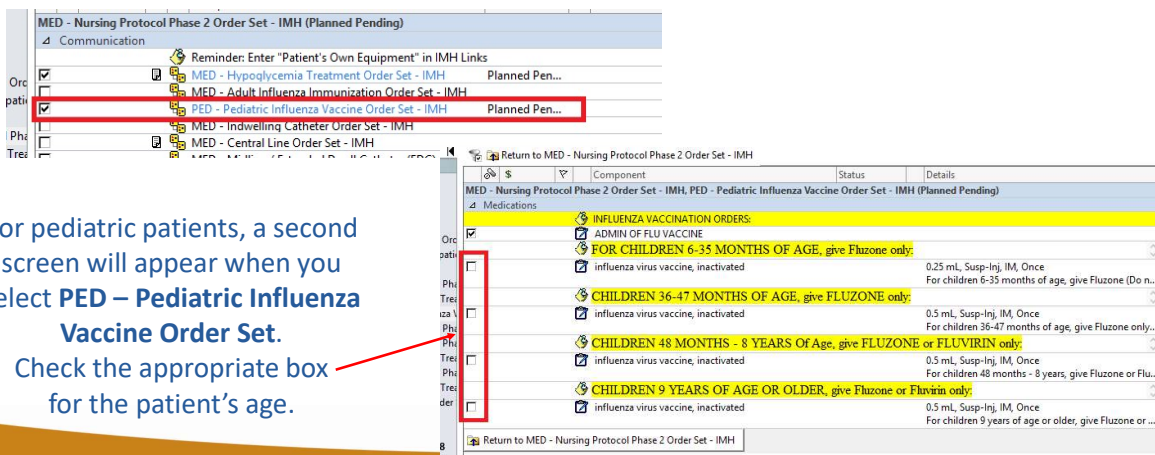 MED - Nursing Protocol Phase 2 Order Set - IMH (Planned Pending)
Communication
Reminder: Enter "Patient's Own Equipment" in IMH Links
MED - Hypoglycemia Treatment Order Set - IMH Planned Pen...
MED - Adult Influenza Immunization Order Set - IMH
PED - Pediatric Influenza Vaccine Order Set - IMH Planned Pen...
MED - Indwelling Catheter Order Set - IMH
MED - Central Line Order Set - IMH
Return to MED - Nursing Protocol Phase 2 Order Set - IMH
$ Component Status Details
MED - Nursing Protocol Phase 2 Order Set - IMH, PED - Pediatric Influenza Vaccine Order Set - IMH (Planned Pending)
Medications
INFLUENZA VACCINATION ORDERS:
ADMIN OF FLU VACCINE
FOR CHILDREN 6-35 MONTHS OF AGE, give Fluzone only:
influenza virus vaccine, inactivated 0.25 mL, Susp-Inj, IM, Once
For children 6-35 months of age, give Fluzone (Do n...
CHILDREN 36-47 MONTHS OF AGE, give FLUZONE only:
influenza virus vaccine, inactivated 0.5 mL, Susp-Inj, IM, Once
For children 36-47 months of age, give Fluzone only...
CHILDREN 48 MONTHS - 8 YEARS Of Age, give FLUZONE or FLUVIRIN only:
influenza virus vaccine, inactivated 0.5 mL, Susp-Inj, IM, Once
For children 48 months - 8 years, give Fluzone or Flu...
CHILDREN 9 YEARS OF AGE OR OLDER, give Fluzone or Fluvirin only:
influenza virus vaccine, inactivated 0.5 mL, Susp-Inj, IM, Once
For children 9 years of age or older, give Fluzone or ...
Return to MED - Nursing Protocol Phase 2 Order Set - IMH
or pediatric patients, a second
screen will appear when you
elect PED – Pediatric Influenza
Vaccine Order Set.
Check the appropriate box
for the patient's age.